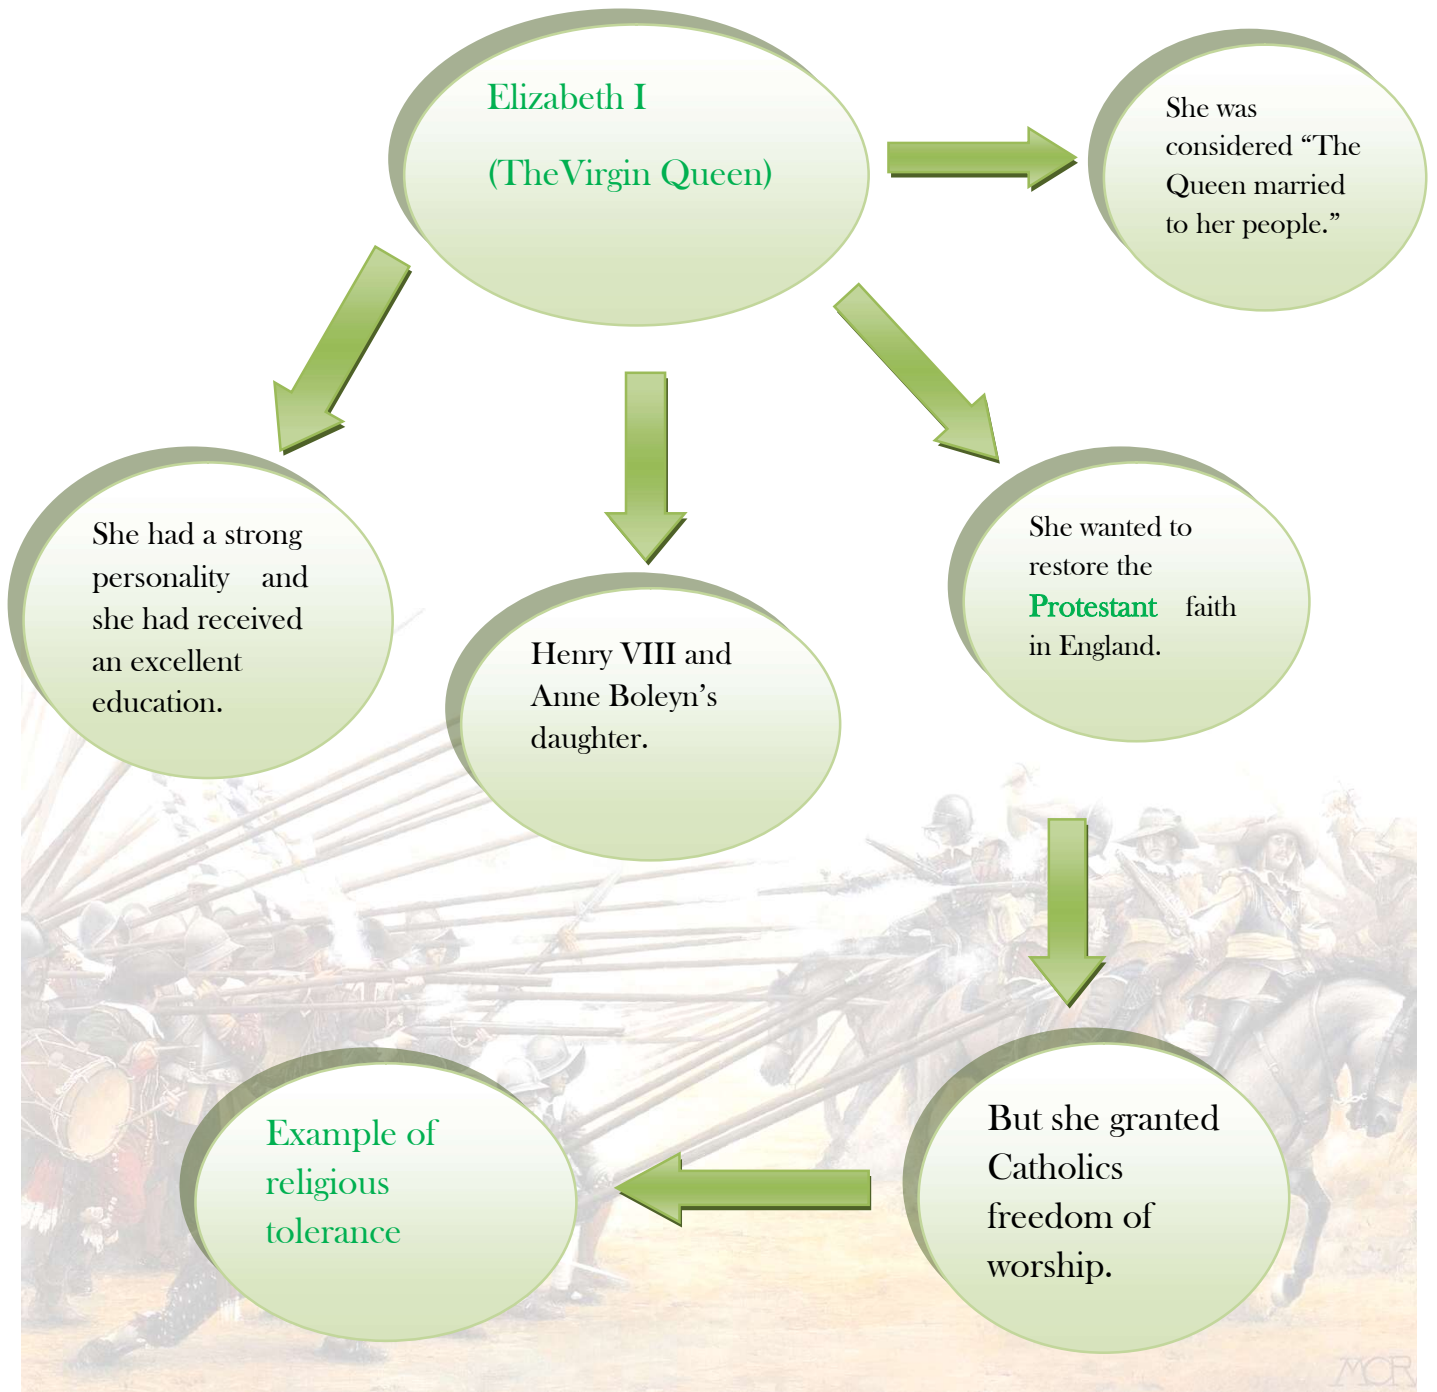 Elizabeth I
(TheVirgin Queen)
She was
considered “The
Queen married
to her people.”
She had a strong
personality and
she had received
an excellent
education.
Henry VIII and
Anne Boleyn’s
daughter.
She wanted to
restore the
Protestant faith
in England.
But she granted
Catholics
freedom of
worship.
Example of
religious
tolerance
MCR